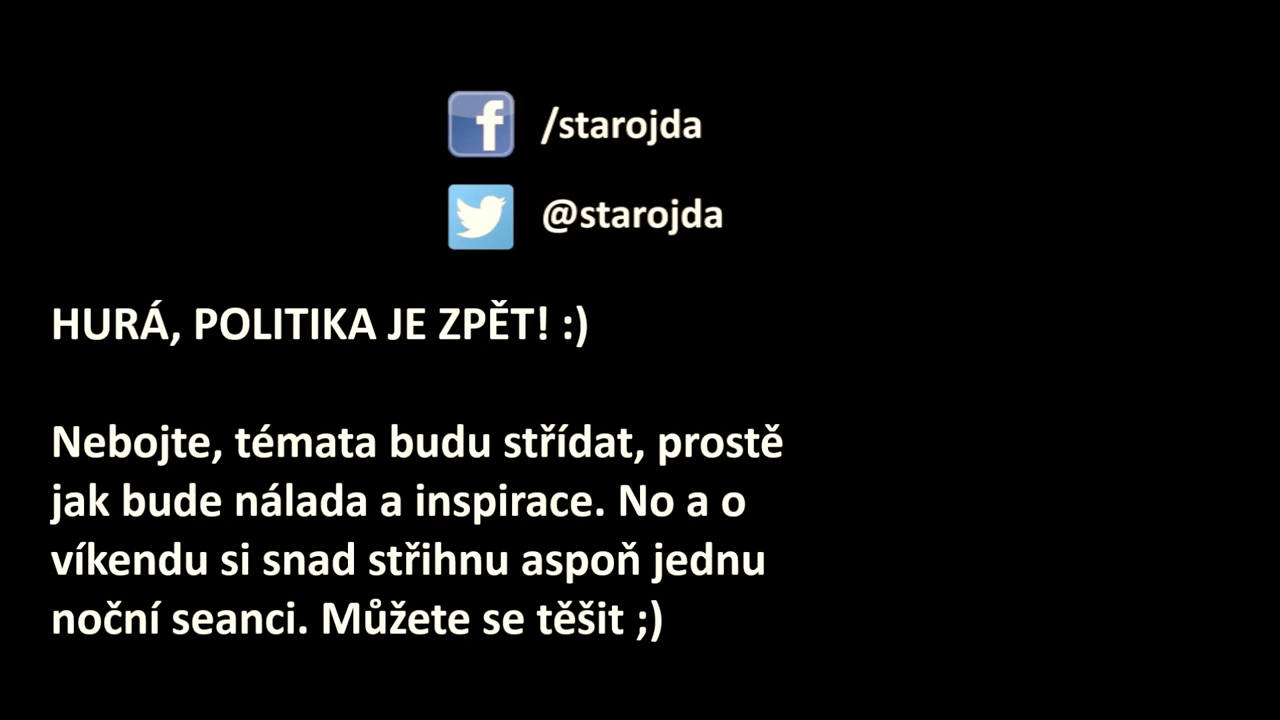 /starojda
@starojda
HURÁ, POLITIKA JE ZPĚT! :)
Nebojte, témata budu střídat, prostě
jak bude nálada a inspirace. No a o
víkendu si snad střihnu aspoň jednu
noční seanci. Můžete se těšit ;)